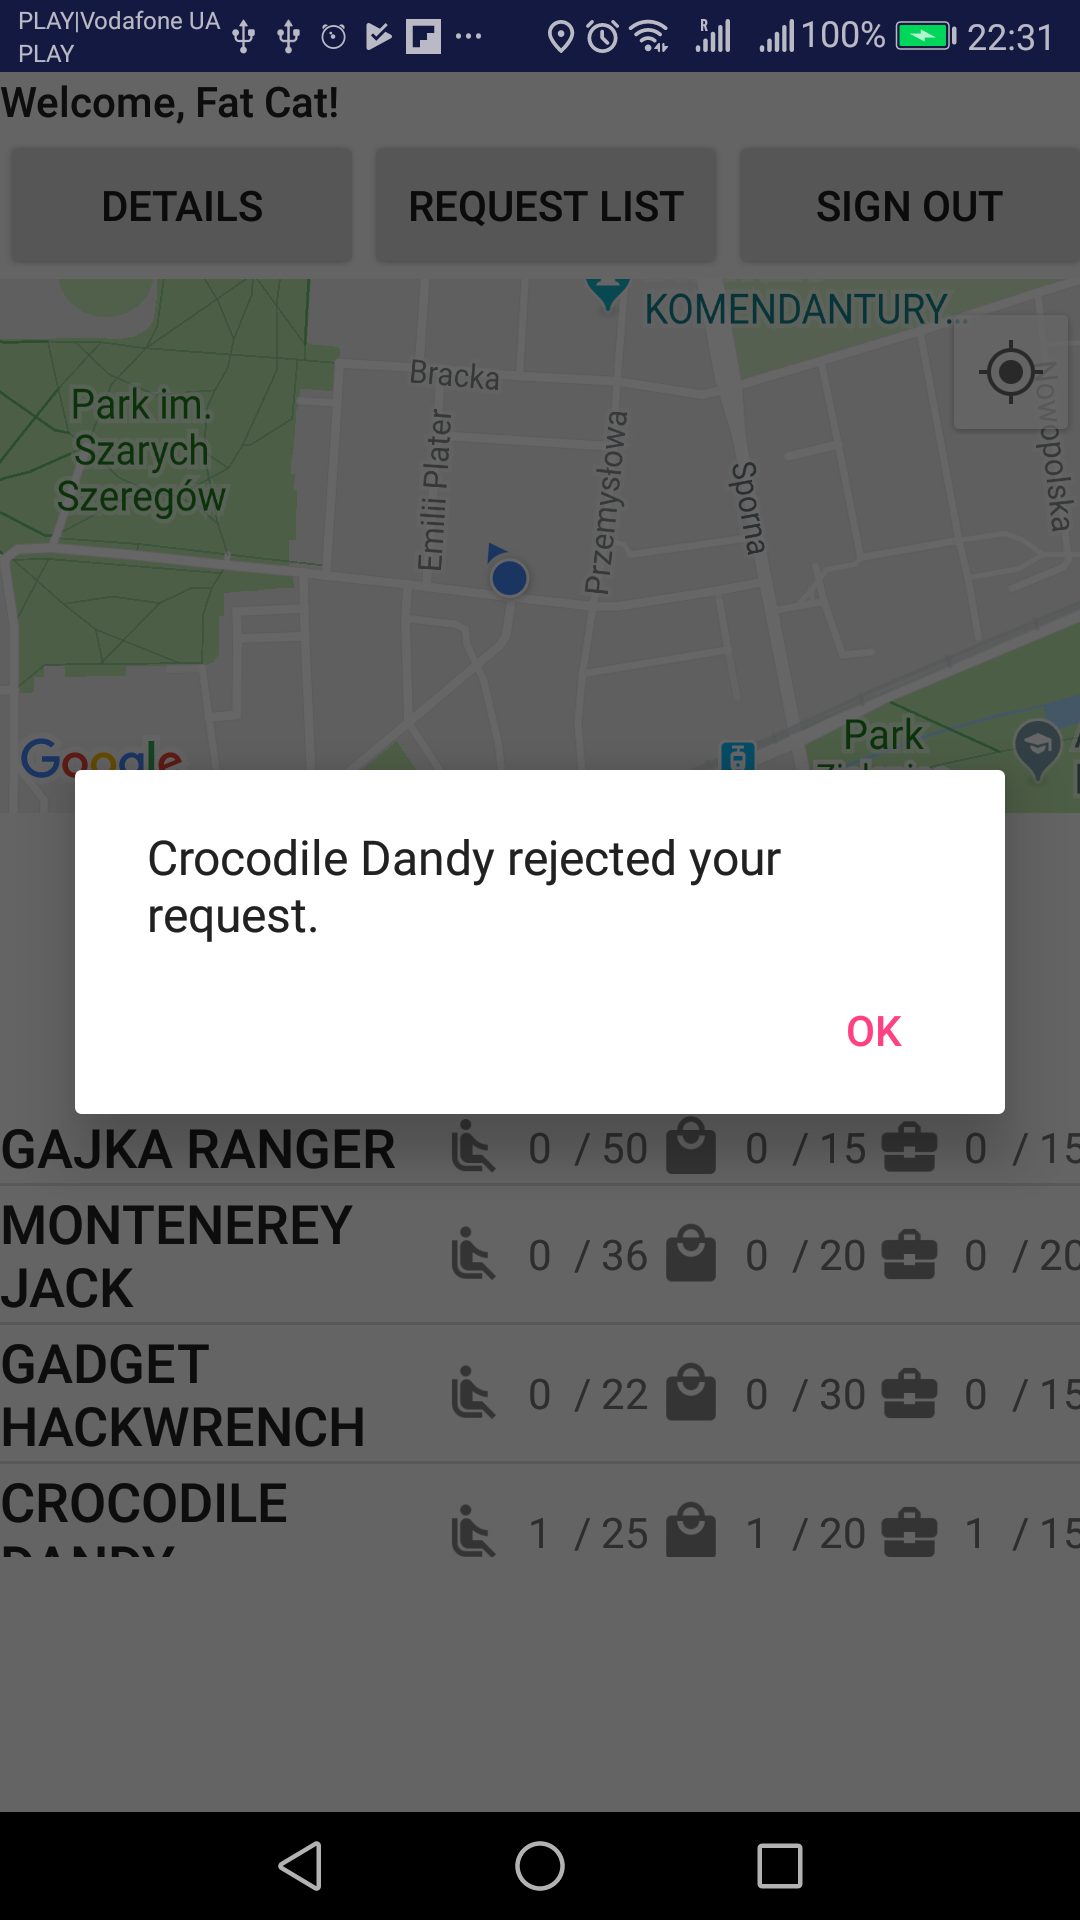 PLAY|Vodafone UA
PLAY
100%
22:31
Welcome, Fat Cat!
DETAILS
REQUEST LIST
SIGN OUT
KOMENDANTURY...
Bracka
Park im.
Szarych
Szeregów
Emilii Plater
Przemysłowa
Sporna
Nowopolska
Park
Google
Crocodile Dandy rejected your
request.
OK
GAJKA RANGER 0 / 50 0 / 15 0 / 15
MONTENEREY
JACK
0 / 36 0 / 20 0 / 20
GADGET
HACKWRENCH
0 / 22 0 / 30 0 / 15
CROCODILE
DANDY
1 / 25 1 / 20 1 / 15